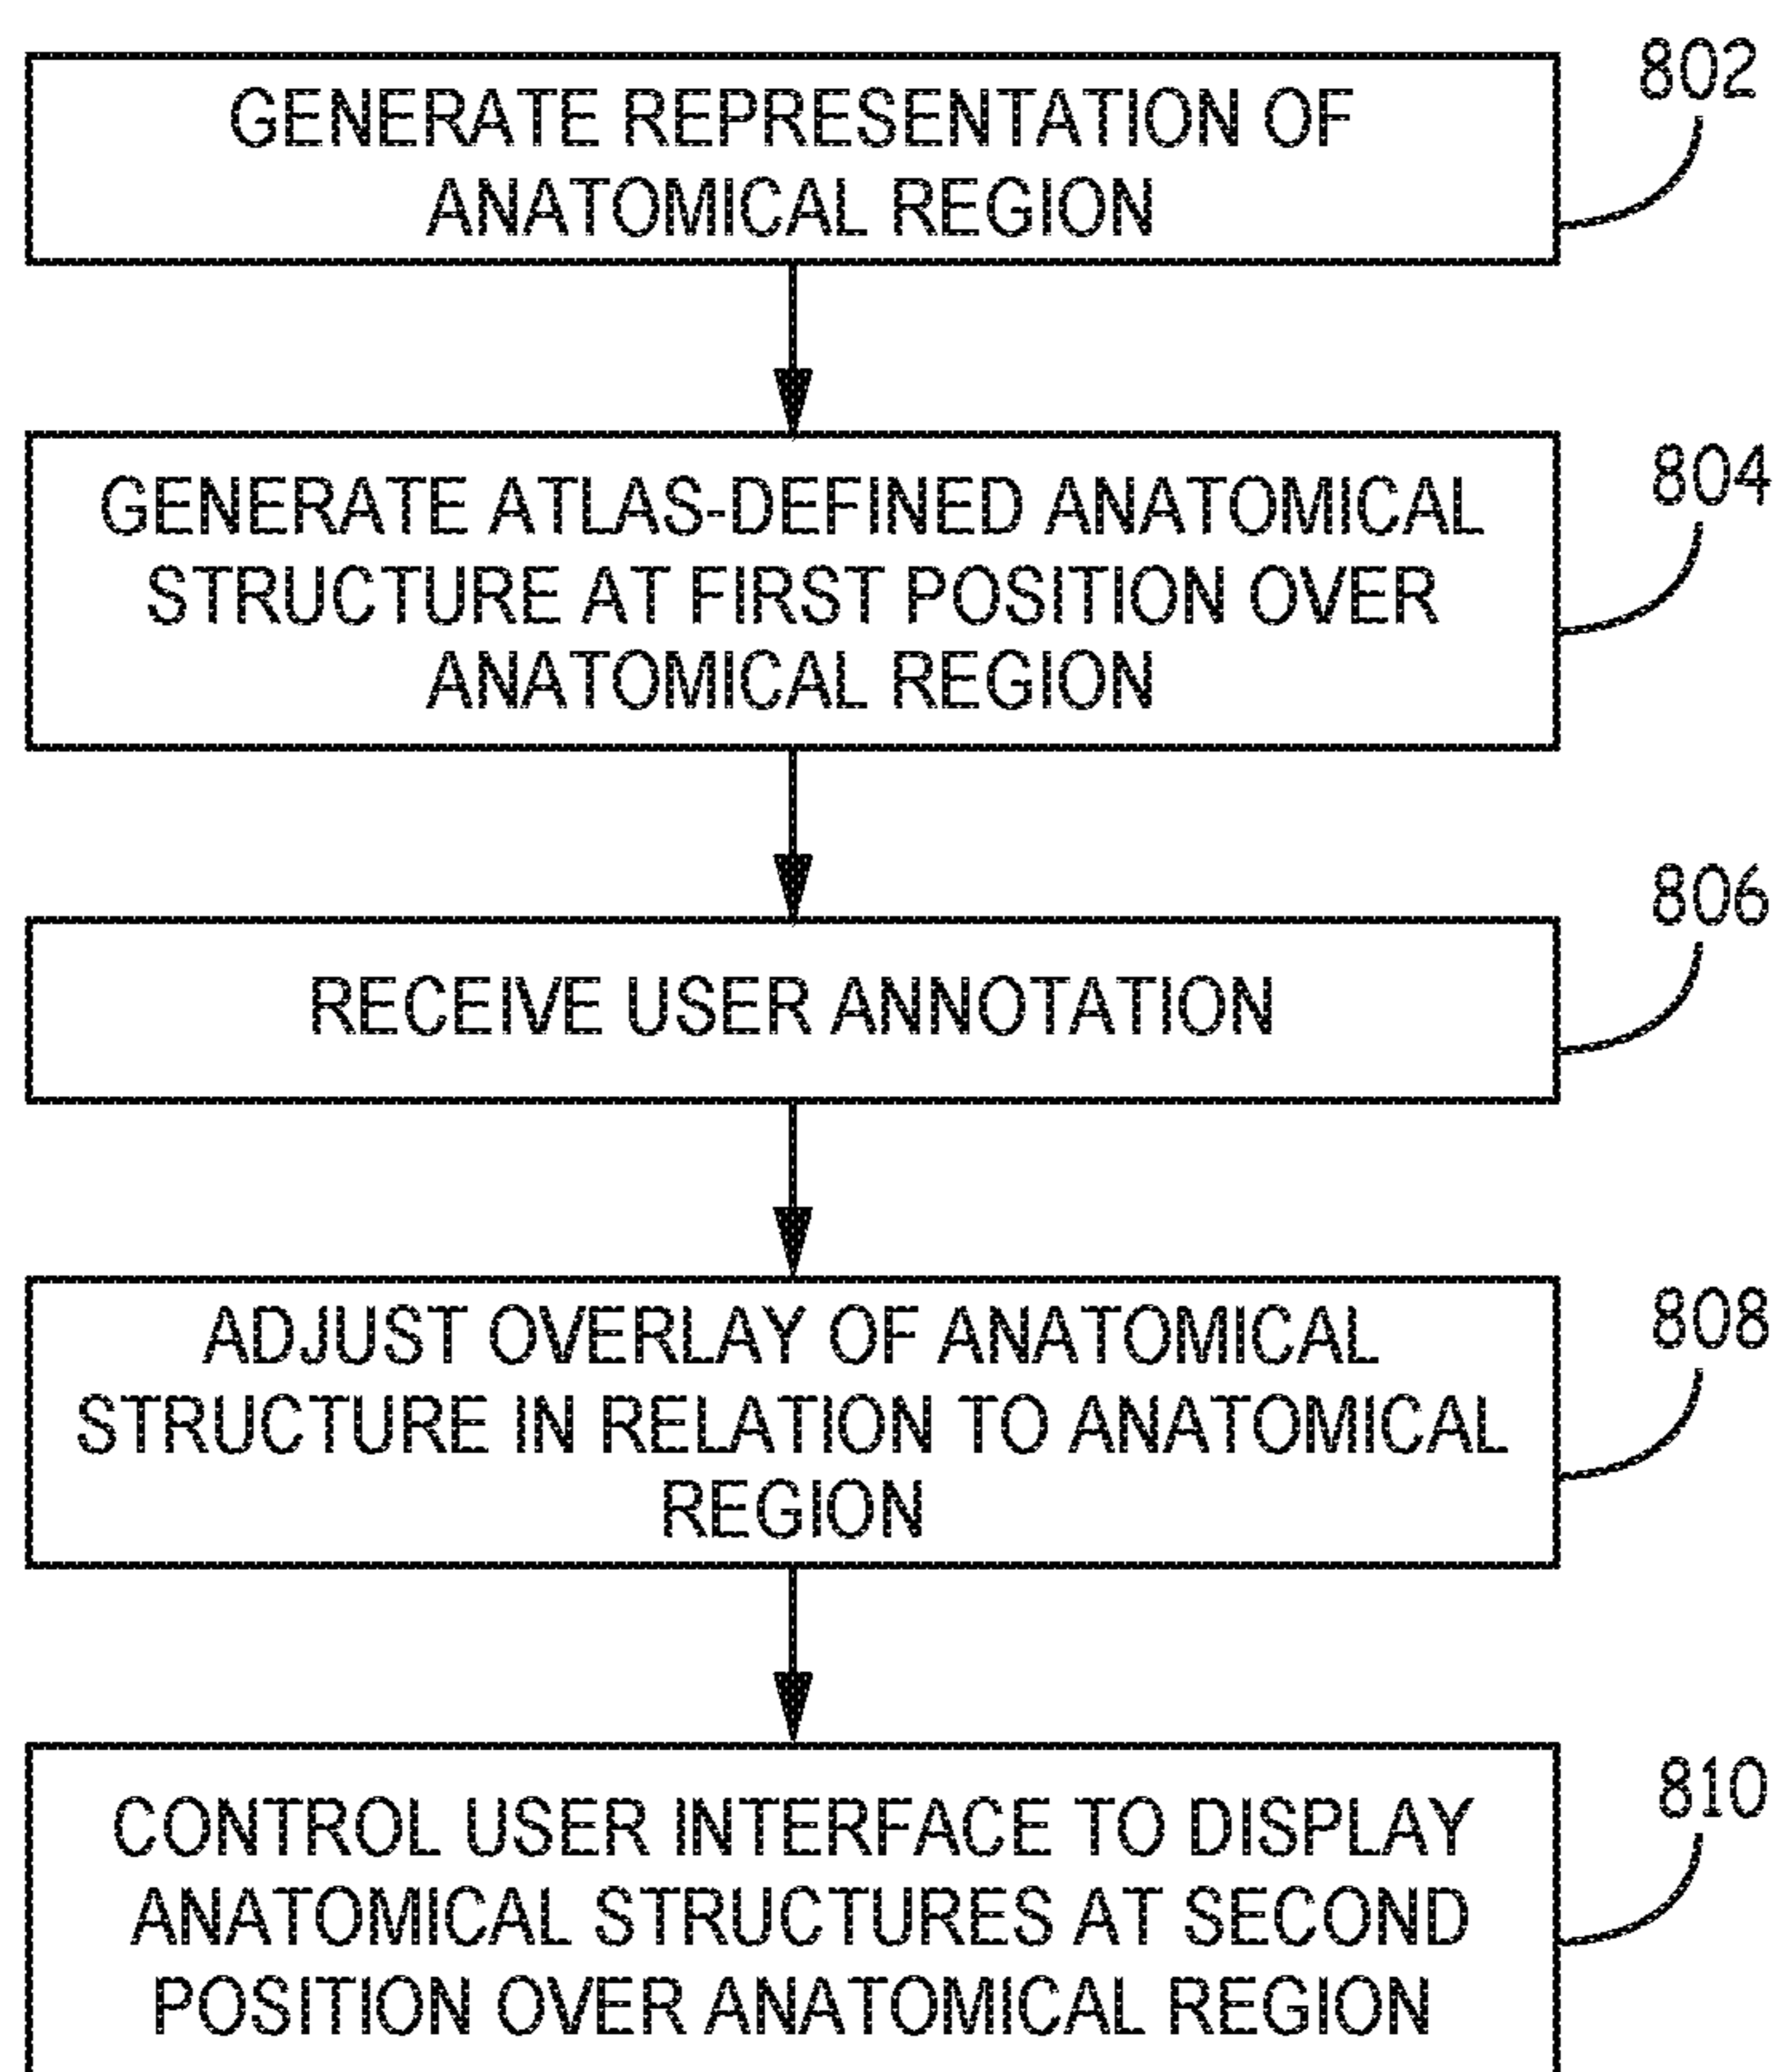 802
GENERATE REPRESENTATION OF
ANATOMICAL REGION
804
GENERATE ATLAS-DEFINED ANATOMICAL
STRUCTURE AT FIRST POSITION OVER
ANATOMICAL REGION
806
RECEIVE USER ANNOTATION
808
ADJUST OVERLAY OF ANATOMICAL
STRUCTURE IN RELATION TO ANATOMICAL
REGION
810
CONTROL USER INTERFACE TO DISPLAY
ANATOMICAL STRUCTURES AT SECOND
POSITION OVER ANATOMICAL REGION